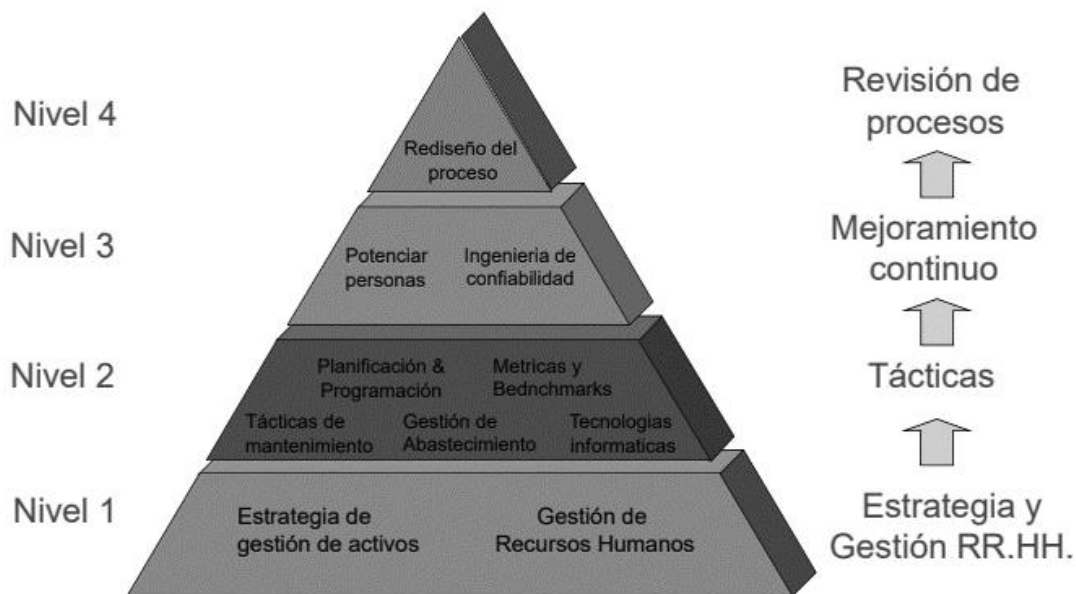 Nivel 4
Rediseño del
proceso
Revisión de
procesos
Nivel 3
Potenciar
personas
Ingenieria de
confiabilidad
Mejoramiento
continuo
Nivel 2
Planificación &
Programación
Metricas y
Bednchmarks
Tácticas de
mantenimiento
Gestión de
Abastecimiento
Tecnologias
informaticas
Tácticas
Nivel 1
Estrategia de
gestión de activos
Gestión de
Recursos Humanos
Estrategia y
Gestión RR.HH.